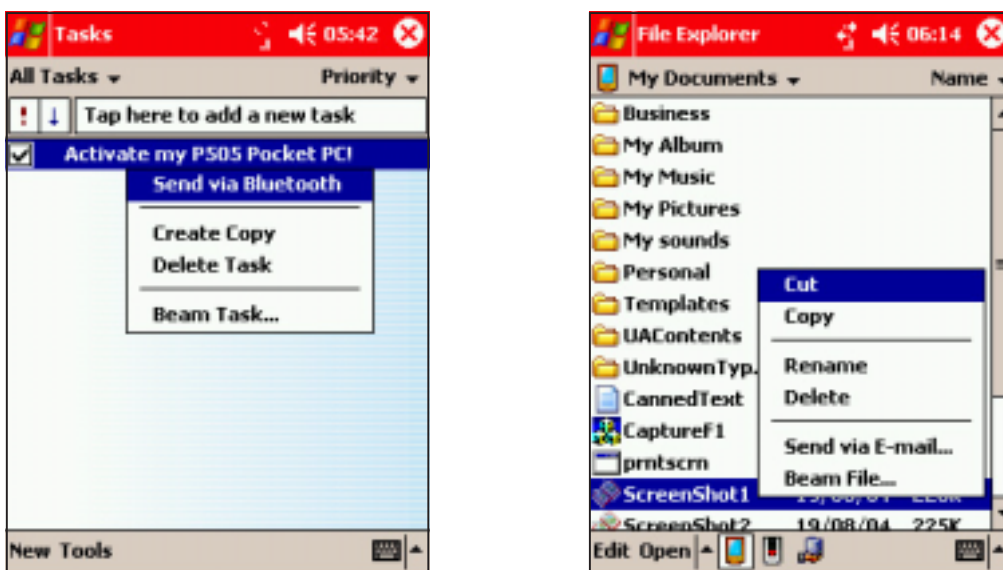 Tasks 05:42
All Tasks Priority
Tap here to add a new task
Activate my P505 Pocket PC!
Send via Bluetooth
Create Copy
Delete Task
Beam Task...
New Tools
File Explorer 06:14
My Documents Name
Business
My Album
My Music
My Pictures
My sounds
Personal
Templates
UAContents
UnknownTyp.
CannedText
CaptureF1
prntscrn
ScreenShot1
ScreenShot2 19/08/04 225K
Cut
Copy
Rename
Delete
Send via E-mail...
Beam File...
Edit Open